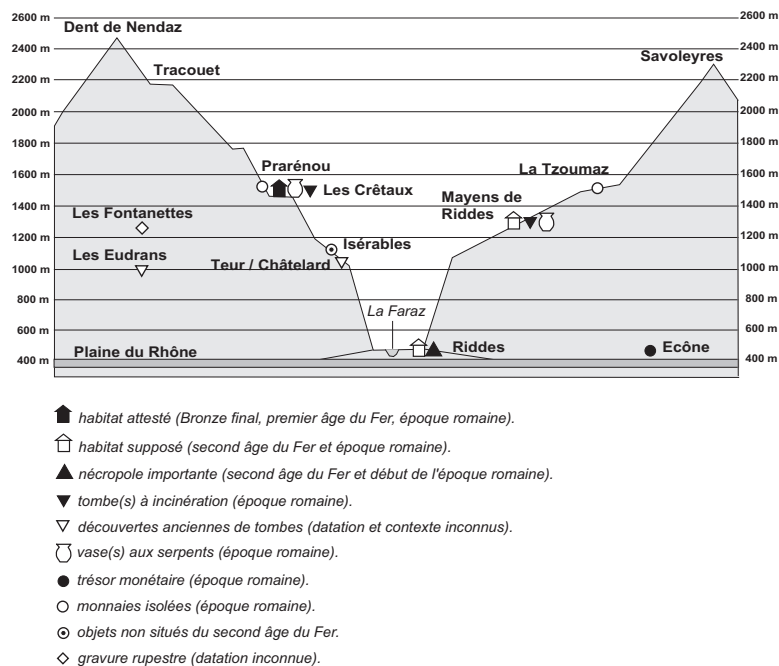 2600 m
2600 m
Dent de Nendaz
2400 m
2400 m
Savoleyres
Tracouet
2200 m
2200 m
2000 m
2000 m
1800 m
1800 m
Prarénou
La Tzoumaz
1600 m
1600 m
Les Crêtaux
Mayens de
Riddes
1400 m
1400 m
Les Fontanettes
1200 m
Isérables
1200 m
Les Eudrans
Teur / Châtelard
1000 m
1000 m
800 m
800 m
La Faraz
600 m
600 m
Plaine du Rhône
Riddes
Ecône
400 m
400 m
habitat attesté (Bronze final, premier âge du Fer, époque romaine).
habitat supposé (second âge du Fer et époque romaine).
nécropole importante (second âge du Fer et début de l'époque romaine).
tombe(s) à incinération (époque romaine).
découvertes anciennes de tombes (datation et contexte inconnus).
vase(s) aux serpents (époque romaine).
trésor monétaire (époque romaine).
monnaies isolées (époque romaine).
objets non situés du second âge du Fer.
gravure rupestre (datation inconnue).